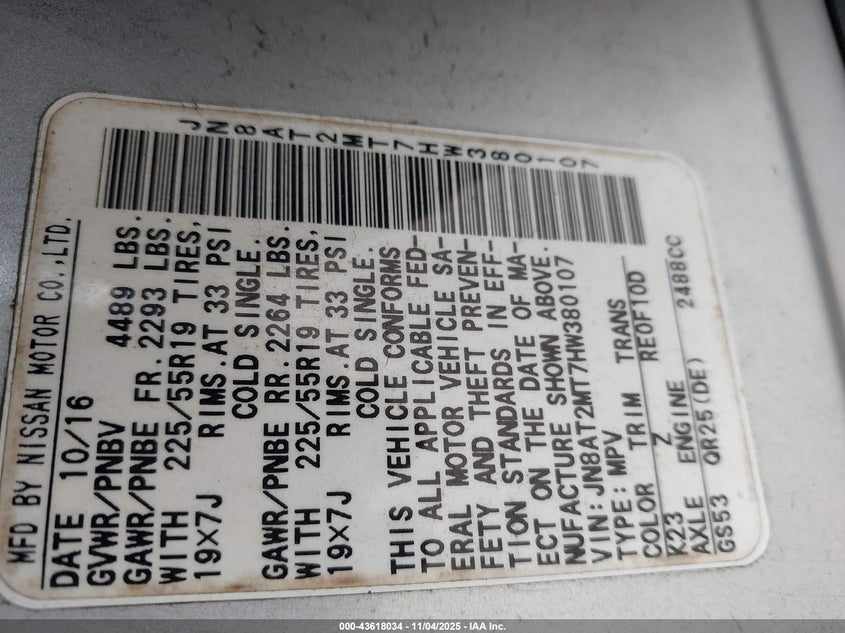 JN8AT2MT7HW380107
MFD BY NISSAN MOTOR CO.,LTD.
DATE 10/16
GVWR/PNBV 4489 LBS.
GAWR/PNBE FR. 2293 LBS.
WITH 225/55R19 TIRES,
19×7J RIMS.AT 33 PSI
COLD SINGLE.
GAWR/PNBE RR. 2264 LBS.
WITH 225/55R19 TIRES,
19×7J RIMS.AT 33 PSI
COLD SINGLE.
THIS VEHICLE CONFORMS
TO ALL APPLICABLE FED-
ERAL MOTOR VEHICLE SA-
FETY AND THEFT PREVEN-
TION STANDARDS IN EFF-
ECT ON THE DATE OF MA-
NUFACTURE SHOWN ABOVE.
VIN: JN8AT2MT7HW380107
TYPE: MPV
COLOR TRIM TRANS
K23 Z RE0F10D
AXLE ENGINE
GS53 QR25(DE) 2488CC
000-43618034 — 11/04/2025 — IAA Inc.